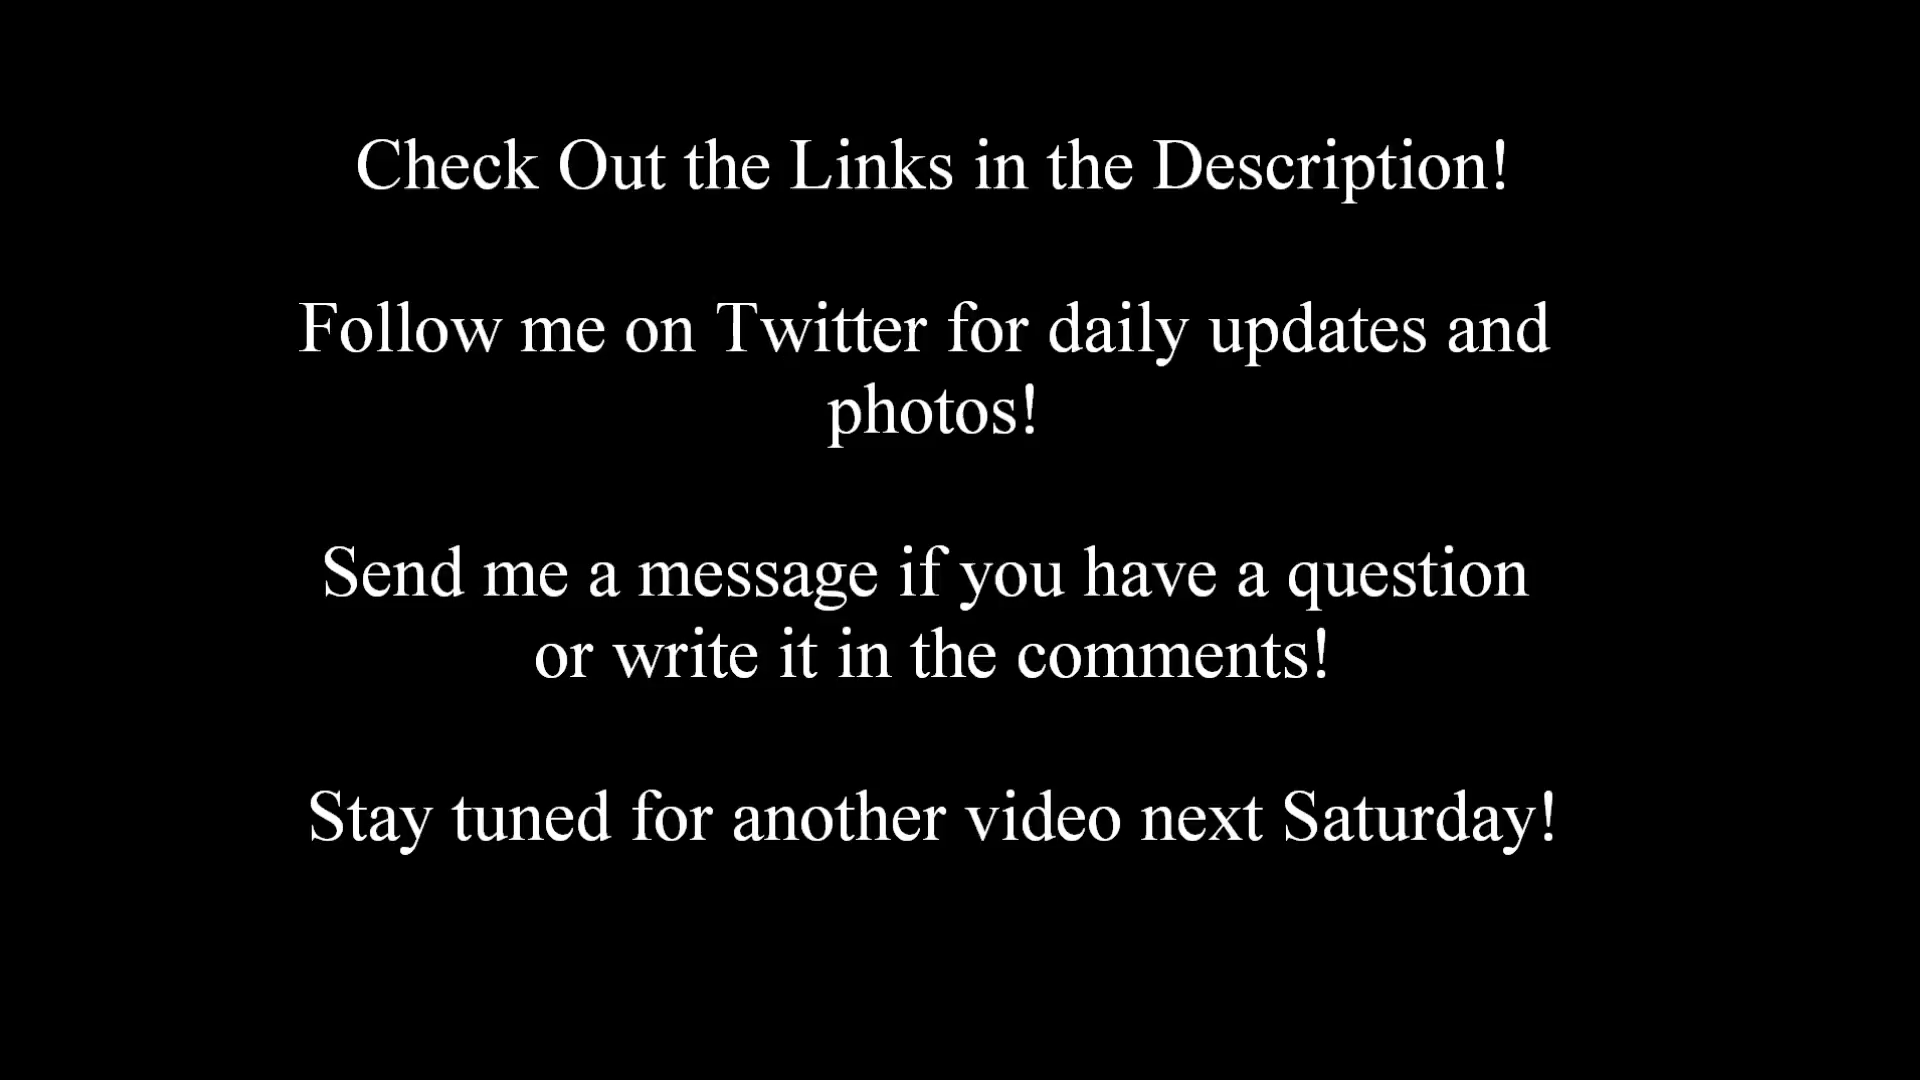 Check Out the Links in the Description!
Follow me on Twitter for daily updates and
photos!
Send me a message if you have a question
or write it in the comments!
Stay tuned for another video next Saturday!